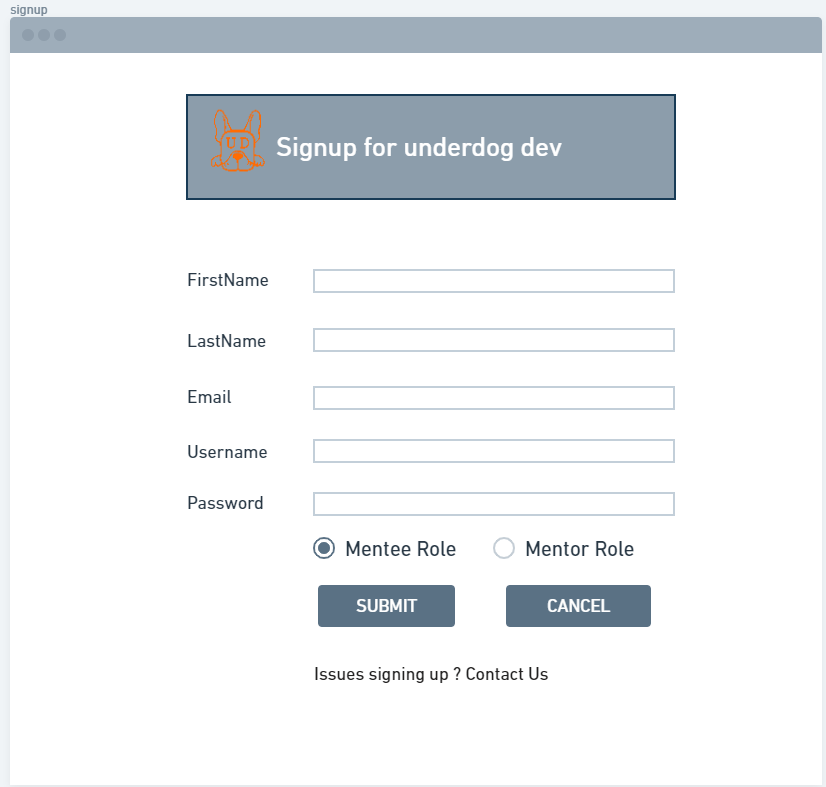 signup
UD
Signup for underdog dev
FirstName
LastName
Email
Username
Password
Mentee Role Mentor Role
SUBMIT CANCEL
Issues signing up ? Contact Us